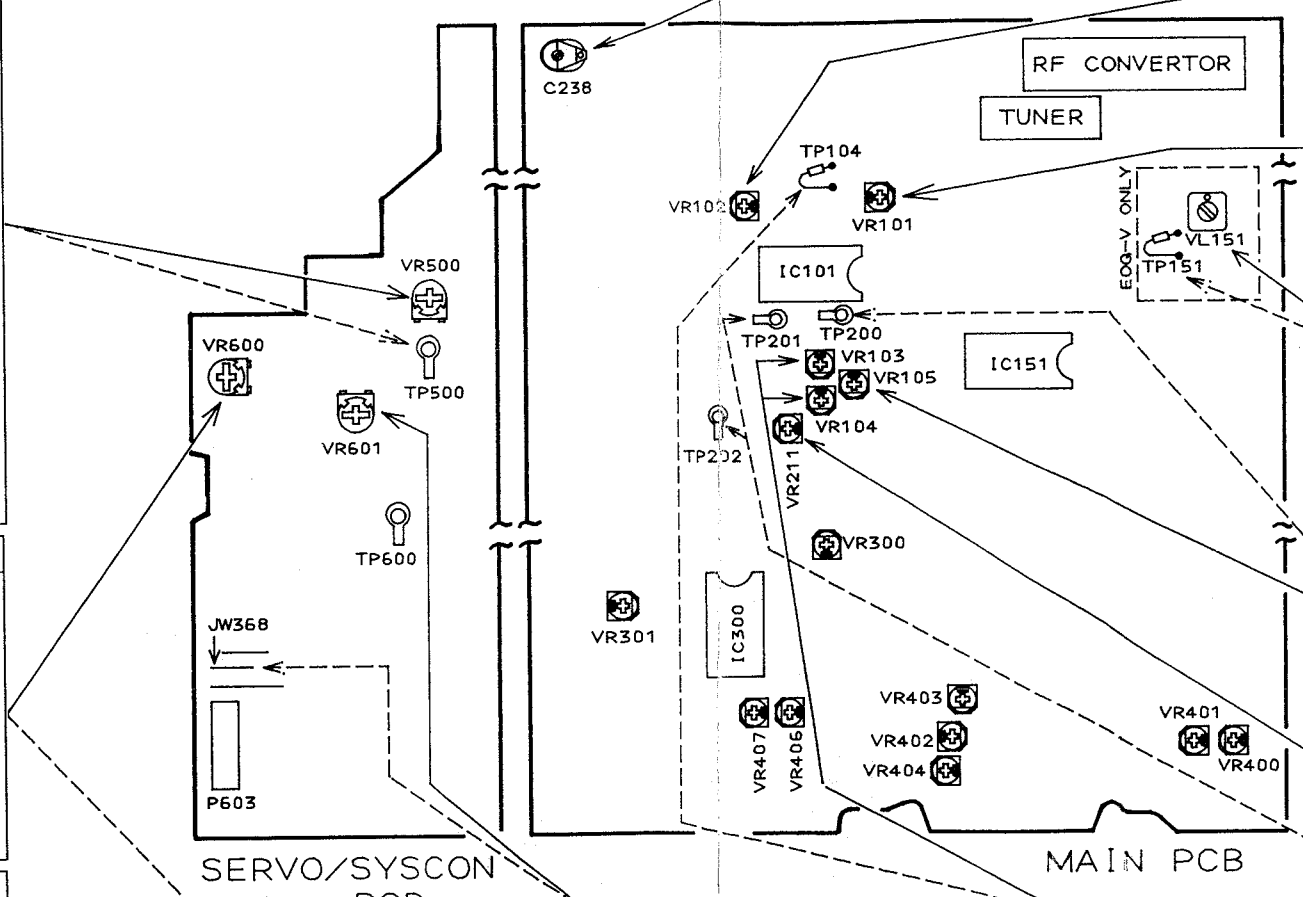 C238
RF CONVERTOR
TUNER
TP104
VR102
VR101
EOG-V ONLY
VL151
TP151
VR500
IC101
TP201
TP200
VR600
VR103
IC151
VR105
TP500
VR104
VR601
TP202
VR211
TP600
VR300
JW368
VR301
IC300
VR403
VR401
VR402
VR400
VR407
VR406
VR404
P603
SERVO/SYSCON
PCB
MAIN PCB